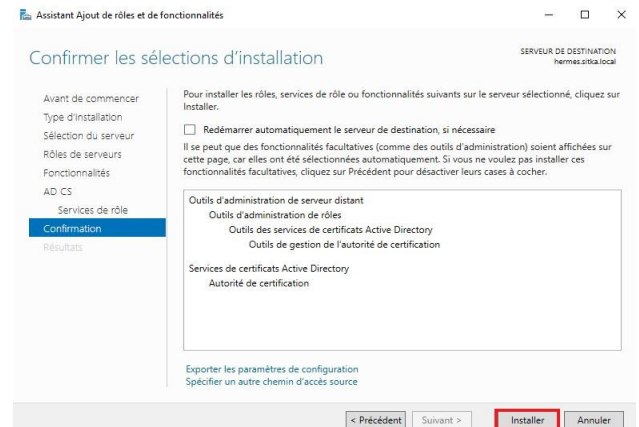 Assistant Ajout de rôles et de fonctionnalités
Confirmer les sélections d'installation
SERVEUR DE DESTINATION
hermes.sitka.local
Avant de commencer
Type d'installation
Sélection du serveur
Rôles de serveurs
Fonctionnalités
AD CS
Services de rôle
Confirmation
Résultats
Pour installer les rôles, services de rôle ou fonctionnalités suivants sur le serveur sélectionné, cliquez sur
Installer.
Redémarrer automatiquement le serveur de destination, si nécessaire
Il se peut que des fonctionnalités facultatives (comme des outils d'administration) soient affichées sur
cette page, car elles ont été sélectionnées automatiquement. Si vous ne voulez pas installer ces
fonctionnalités facultatives, cliquez sur Précédent pour désactiver leurs cases à cocher.
Outils d'administration de serveur distant
Outils d'administration de rôles
Outils des services de certificats Active Directory
Outils de gestion de l'autorité de certification
Services de certificats Active Directory
Autorité de certification
Exporter les paramètres de configuration
Spécifier un autre chemin d'accès source
< Précédent
Suivant >
Installer
Annuler